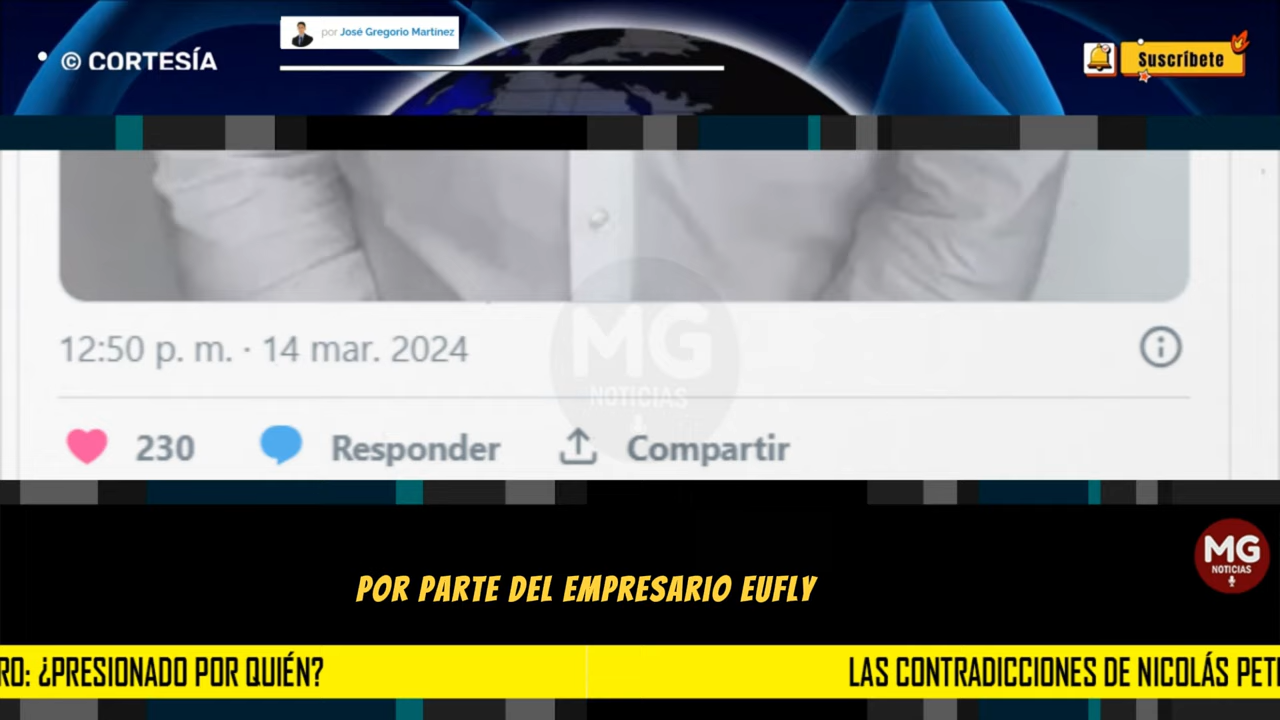 © CORTESÍA
por José Gregorio Martínez
Suscríbete
MG
NOTICIAS
12:50 p. m. · 14 mar. 2024
230 Responder Compartir
MG
NOTICIAS
POR PARTE DEL EMPRESARIO EUFLY
RO: ¿PRESIONADO POR QUIÉN?
LAS CONTRADICCIONES DE NICOLÁS PET